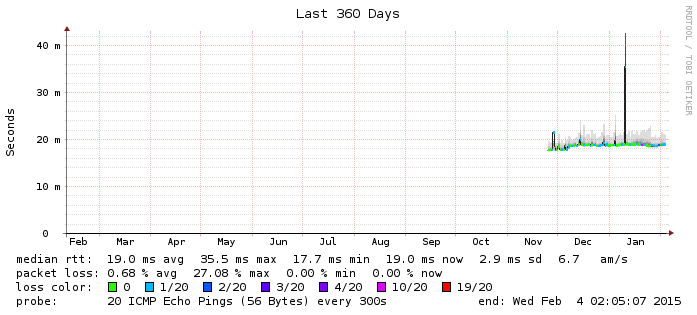 Last 360 Days
RRDTOOL / TOBI OETIKER
Seconds
40 m
30 m
20 m
10 m
0
Feb Mar Apr May Jun Jul Aug Sep Oct Nov Dec Jan
median rtt: 19.0 ms avg 35.5 ms max 17.7 ms min 19.0 ms now 2.9 ms sd 6.7 am/s
packet loss: 0.68 % avg 27.08 % max 0.00 % min 0.00 % now
loss color: 0 1/20 2/20 3/20 4/20 10/20 19/20
probe: 20 ICMP Echo Pings (56 Bytes) every 300s end: Wed Feb 4 02:05:07 2015